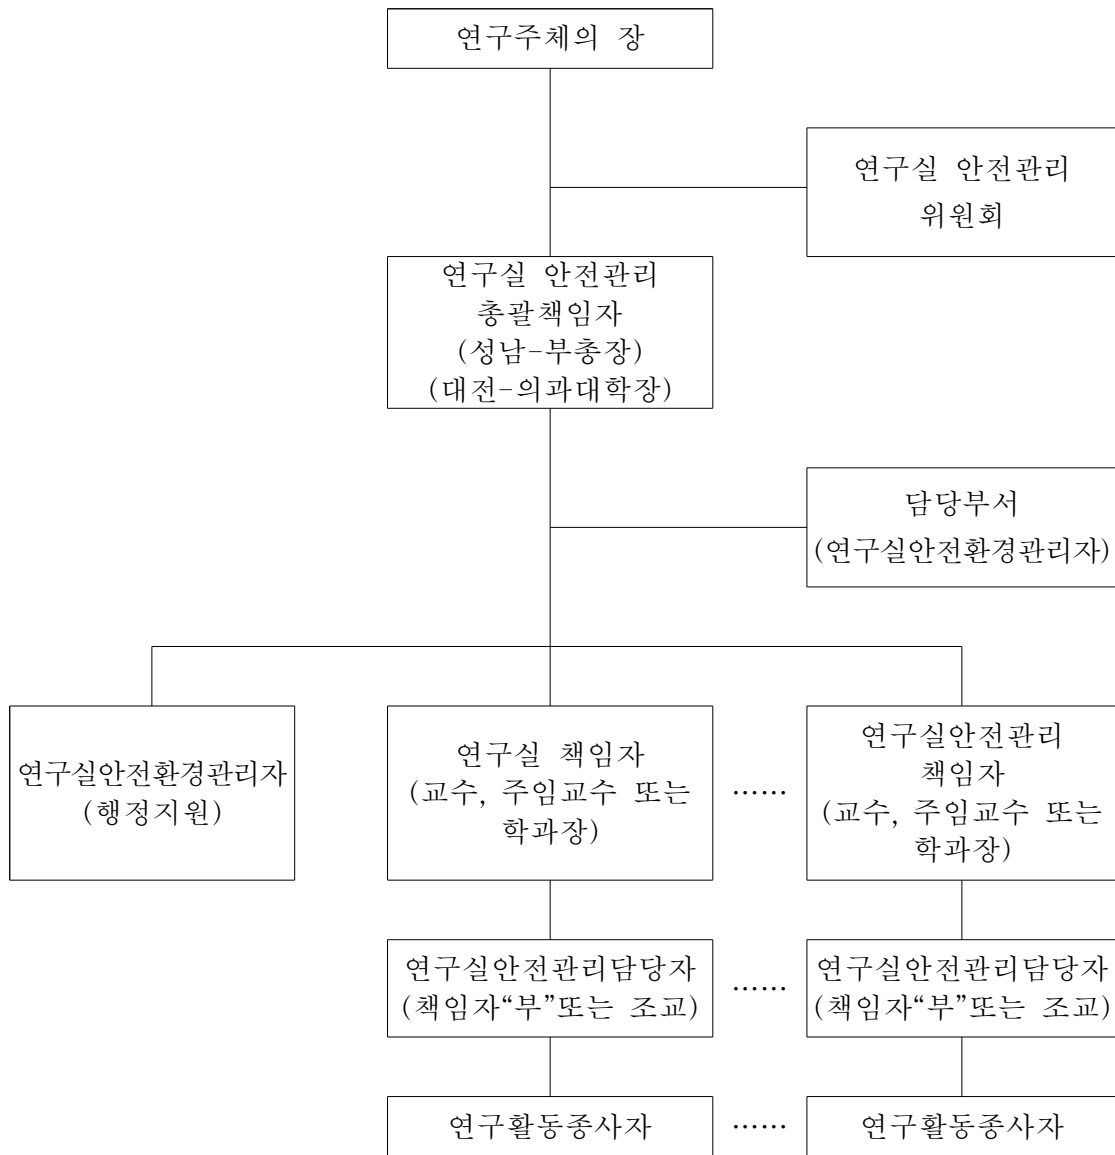 연구주체의 장
연구실 안전관리
위원회
연구실 안전관리
총괄책임자
(성남-부총장)
(대전-의과대학장)
담당부서
(연구실안전환경관리자)
연구실안전환경관리자
(행정지원)
연구실 책임자
(교수, 주임교수 또는
학과장)
……
연구실안전관리
책임자
(교수, 주임교수 또는
학과장)
연구실안전관리담당자
(책임자“부”또는 조교)
……
연구실안전관리담당자
(책임자“부”또는 조교)
연구활동종사자
……
연구활동종사자